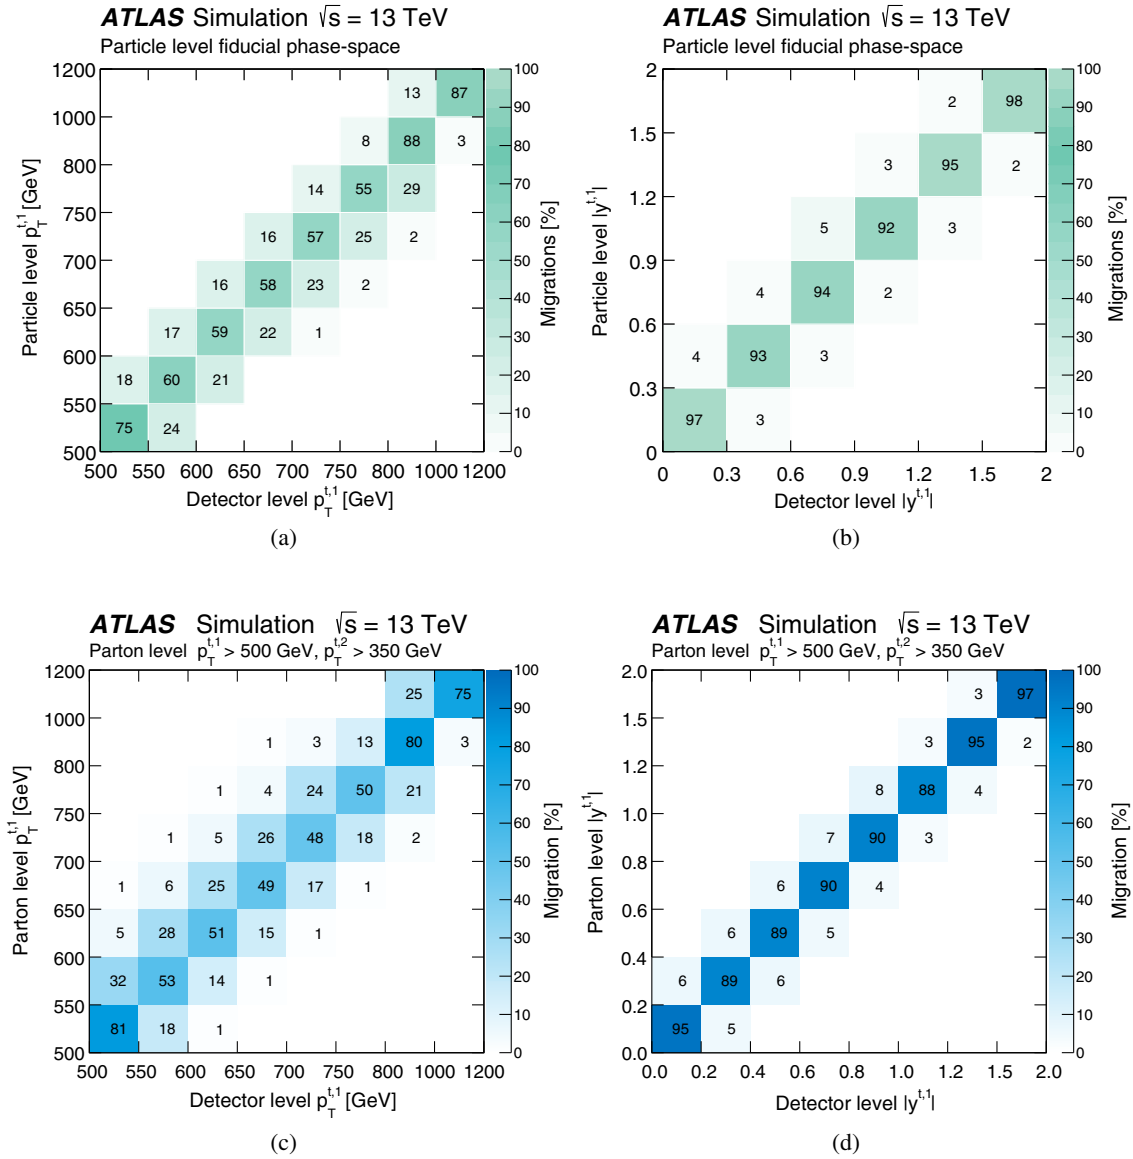 ATLAS Simulation √s = 13 TeV
Particle level fiducial phase-space
Particle level p_T^{t,1} [GeV]
1200
1000
800
750
700
650
600
550
500
13 87
8 88 3
14 55 29
16 57 25 2
16 58 23 2
17 59 22 1
18 60 21
75 24
500 550 600 650 700 750 800 1000 1200
Detector level p_T^{t,1} [GeV]
100
90
80
70
60
50
40
30
20
10
0
Migrations [%]
(a)
ATLAS Simulation √s = 13 TeV
Particle level fiducial phase-space
Particle level |y^{t,1}|
2
1.5
1.2
0.9
0.6
0.3
0
2 98
3 95 2
5 92 3
4 94 2
4 93 3
97 3
0 0.3 0.6 0.9 1.2 1.5 2
Detector level |y^{t,1}|
100
90
80
70
60
50
40
30
20
10
0
Migrations [%]
(b)
ATLAS Simulation √s = 13 TeV
Parton level p_T^{t,1} > 500 GeV, p_T^{t,2} > 350 GeV
Parton level p_T^{t,1} [GeV]
1200
1000
800
750
700
650
600
550
500
25 75
1 3 13 80 3
1 4 24 50 21
1 5 26 48 18 2
1 6 25 49 17 1
5 28 51 15 1
32 53 14 1
81 18 1
500 550 600 650 700 750 800 1000 1200
Detector level p_T^{t,1} [GeV]
100
90
80
70
60
50
40
30
20
10
0
Migration [%]
(c)
ATLAS Simulation √s = 13 TeV
Parton level p_T^{t,1} > 500 GeV, p_T^{t,2} > 350 GeV
Parton level |y^{t,1}|
2.0
1.5
1.2
1.0
0.8
0.6
0.4
0.2
0.0
3 97
3 95 2
8 88 4
7 90 3
6 90 4
6 89 5
6 89 6
95 5
0.0 0.2 0.4 0.6 0.8 1.0 1.2 1.5 2.0
Detector level |y^{t,1}|
100
90
80
70
60
50
40
30
20
10
0
Migration [%]
(d)